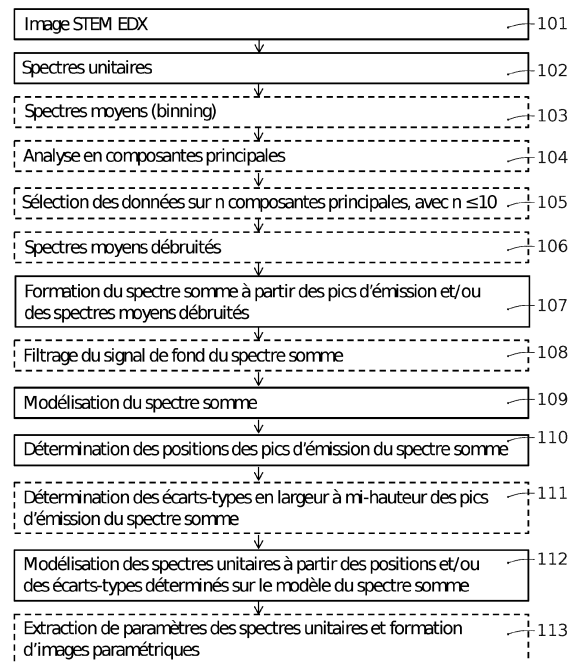 Image STEM EDX
101
Spectres unitaires
102
Spectres moyens (binning)
103
Analyse en composantes principales
104
Sélection des données sur n composantes principales, avec n ≤10
105
Spectres moyens débruités
106
Formation du spectre somme à partir des pics d'émission et/ou
des spectres moyens débruités
107
Filtrage du signal de fond du spectre somme
108
Modélisation du spectre somme
109
Détermination des positions des pics d'émission du spectre somme
110
Détermination des écarts-types en largeur à mi-hauteur des pics
d'émission du spectre somme
111
Modélisation des spectres unitaires à partir des positions et/ou
des écarts-types déterminés sur le modèle du spectre somme
112
Extraction de paramètres des spectres unitaires et formation
d'images paramétriques
113